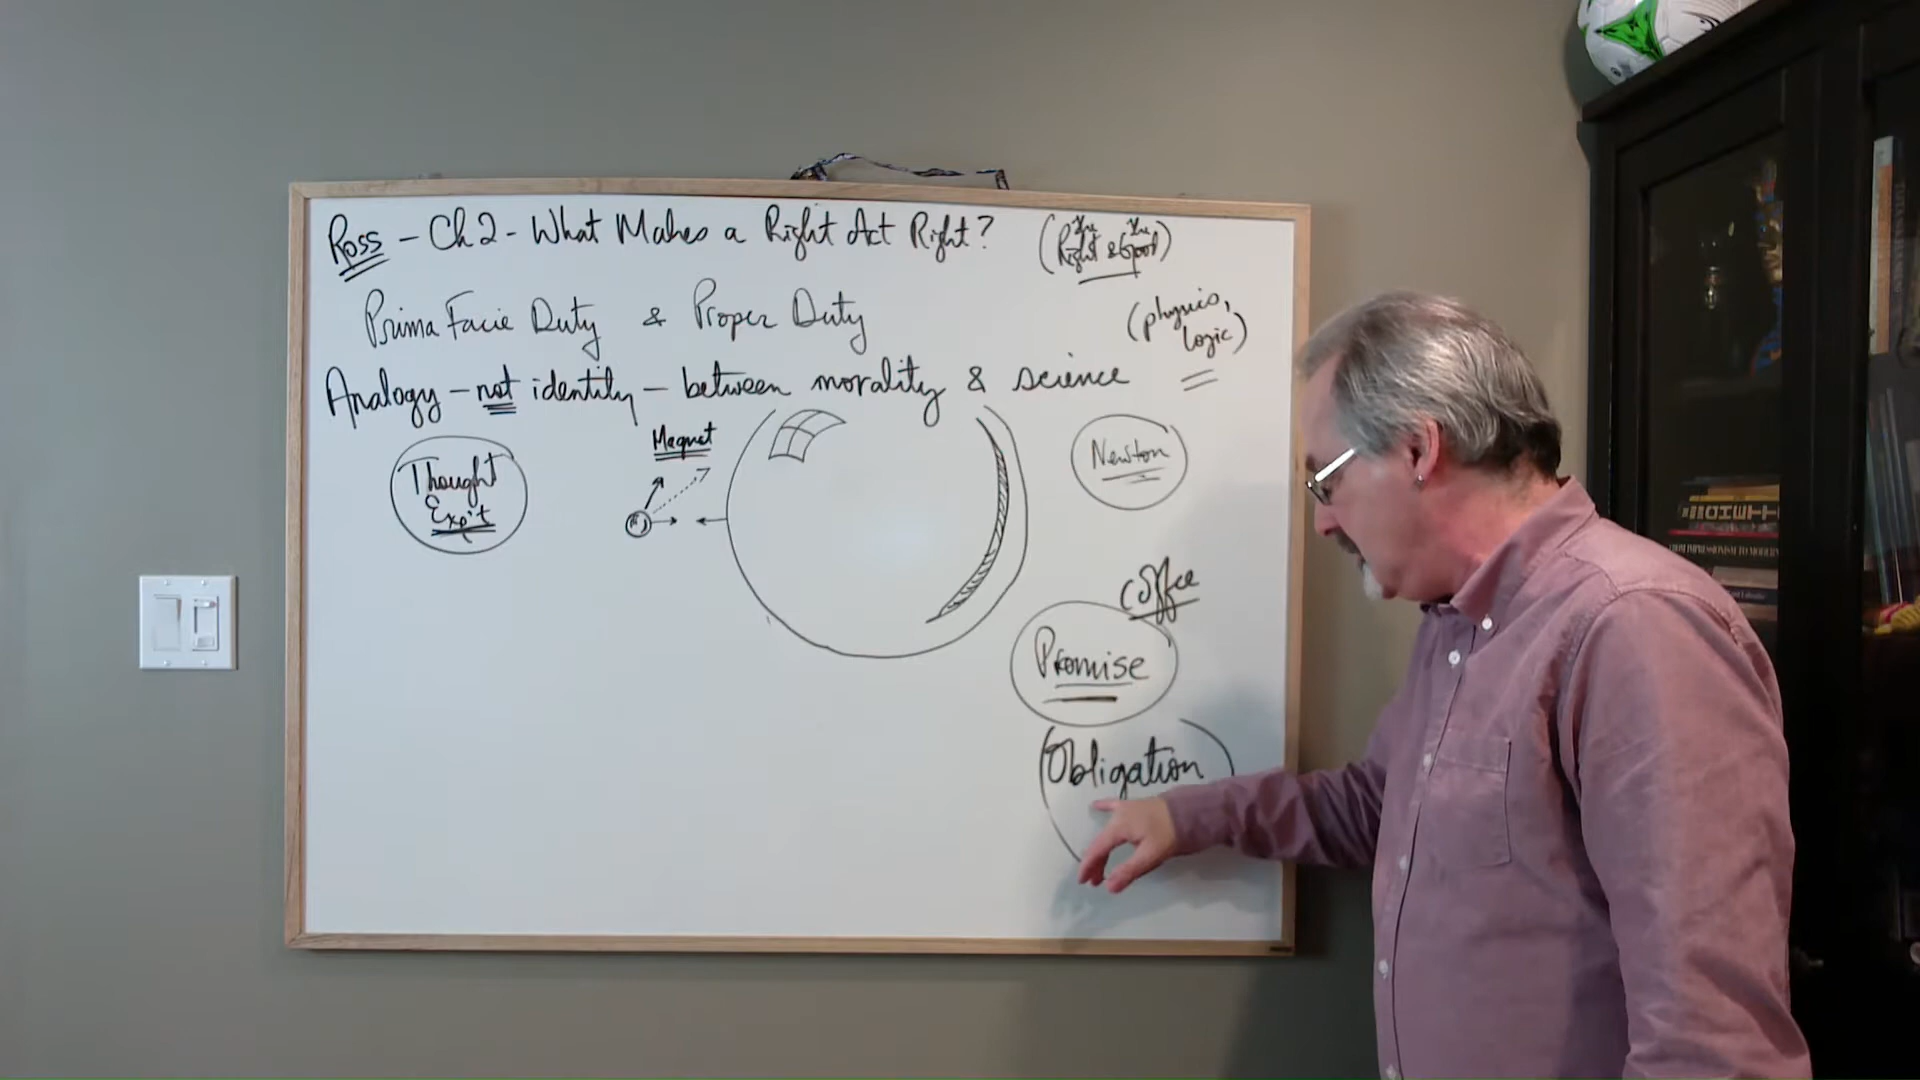 Ross - Ch 2 - What Makes a Right Act Right? (The Right & The Good)
Prima Facie Duty & Proper Duty
(physics,
logic)
Analogy - not identity - between morality & science
Thought
Exp't
Magnet
Newton
Coffee
Promise
Obligation